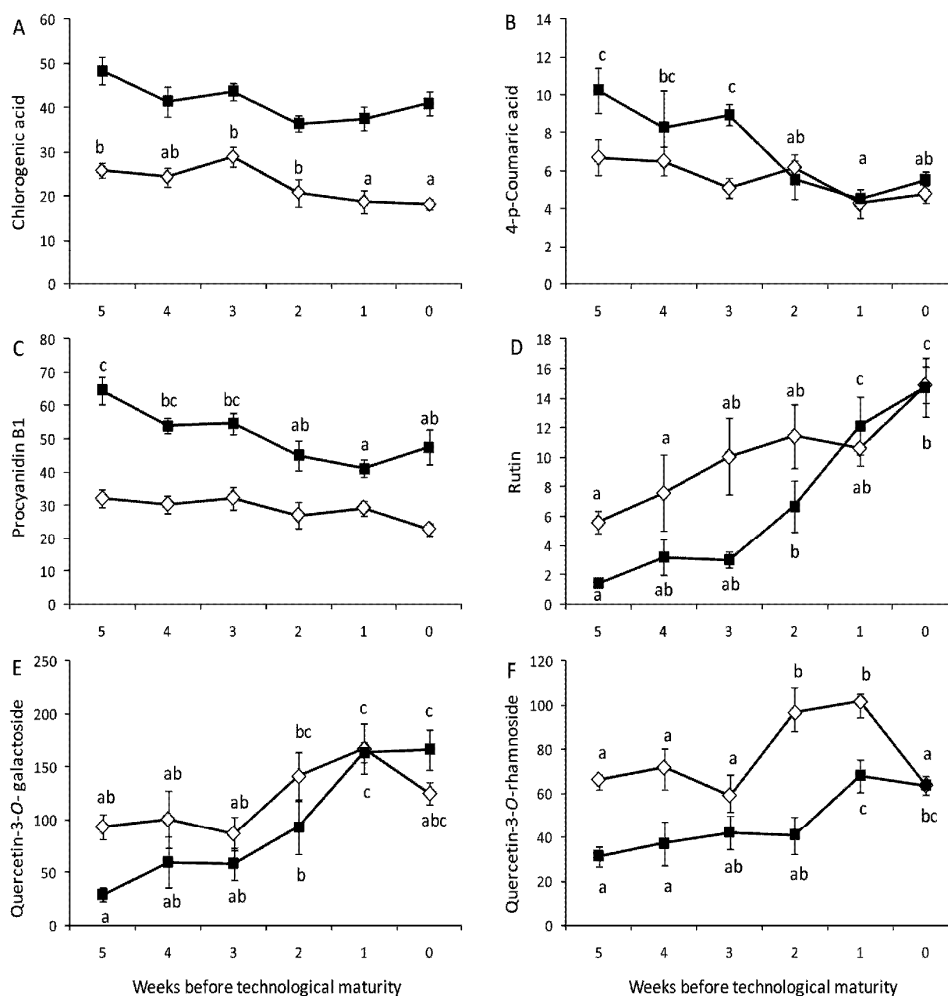 A
Chlorogenic acid
60
50
40
30
20
10
0
b
ab
b
b
a
a
5 4 3 2 1 0
B
4-p-Coumaric acid
14
12
10
8
6
4
2
0
c
bc
c
ab
a
ab
5 4 3 2 1 0
C
Procyanidin B1
100
90
80
70
60
50
40
30
20
10
0
c
bc
bc
ab
a
ab
5 4 3 2 1 0
D
Rutin
18
16
14
12
10
8
6
4
2
0
a
a
ab
ab
c
c
a
ab
ab
b
ab
b
5 4 3 2 1 0
E
Quercetin-3-O- galactoside
250
200
150
100
50
0
ab
ab
ab
bc
c
c
a
ab
ab
b
c
abc
5 4 3 2 1 0
Weeks before technological maturity
F
Quercetin-3-O-rhamnoside
120
100
80
60
40
20
0
a
a
a
b
b
a
a
a
ab
ab
c
bc
5 4 3 2 1 0
Weeks before technological maturity